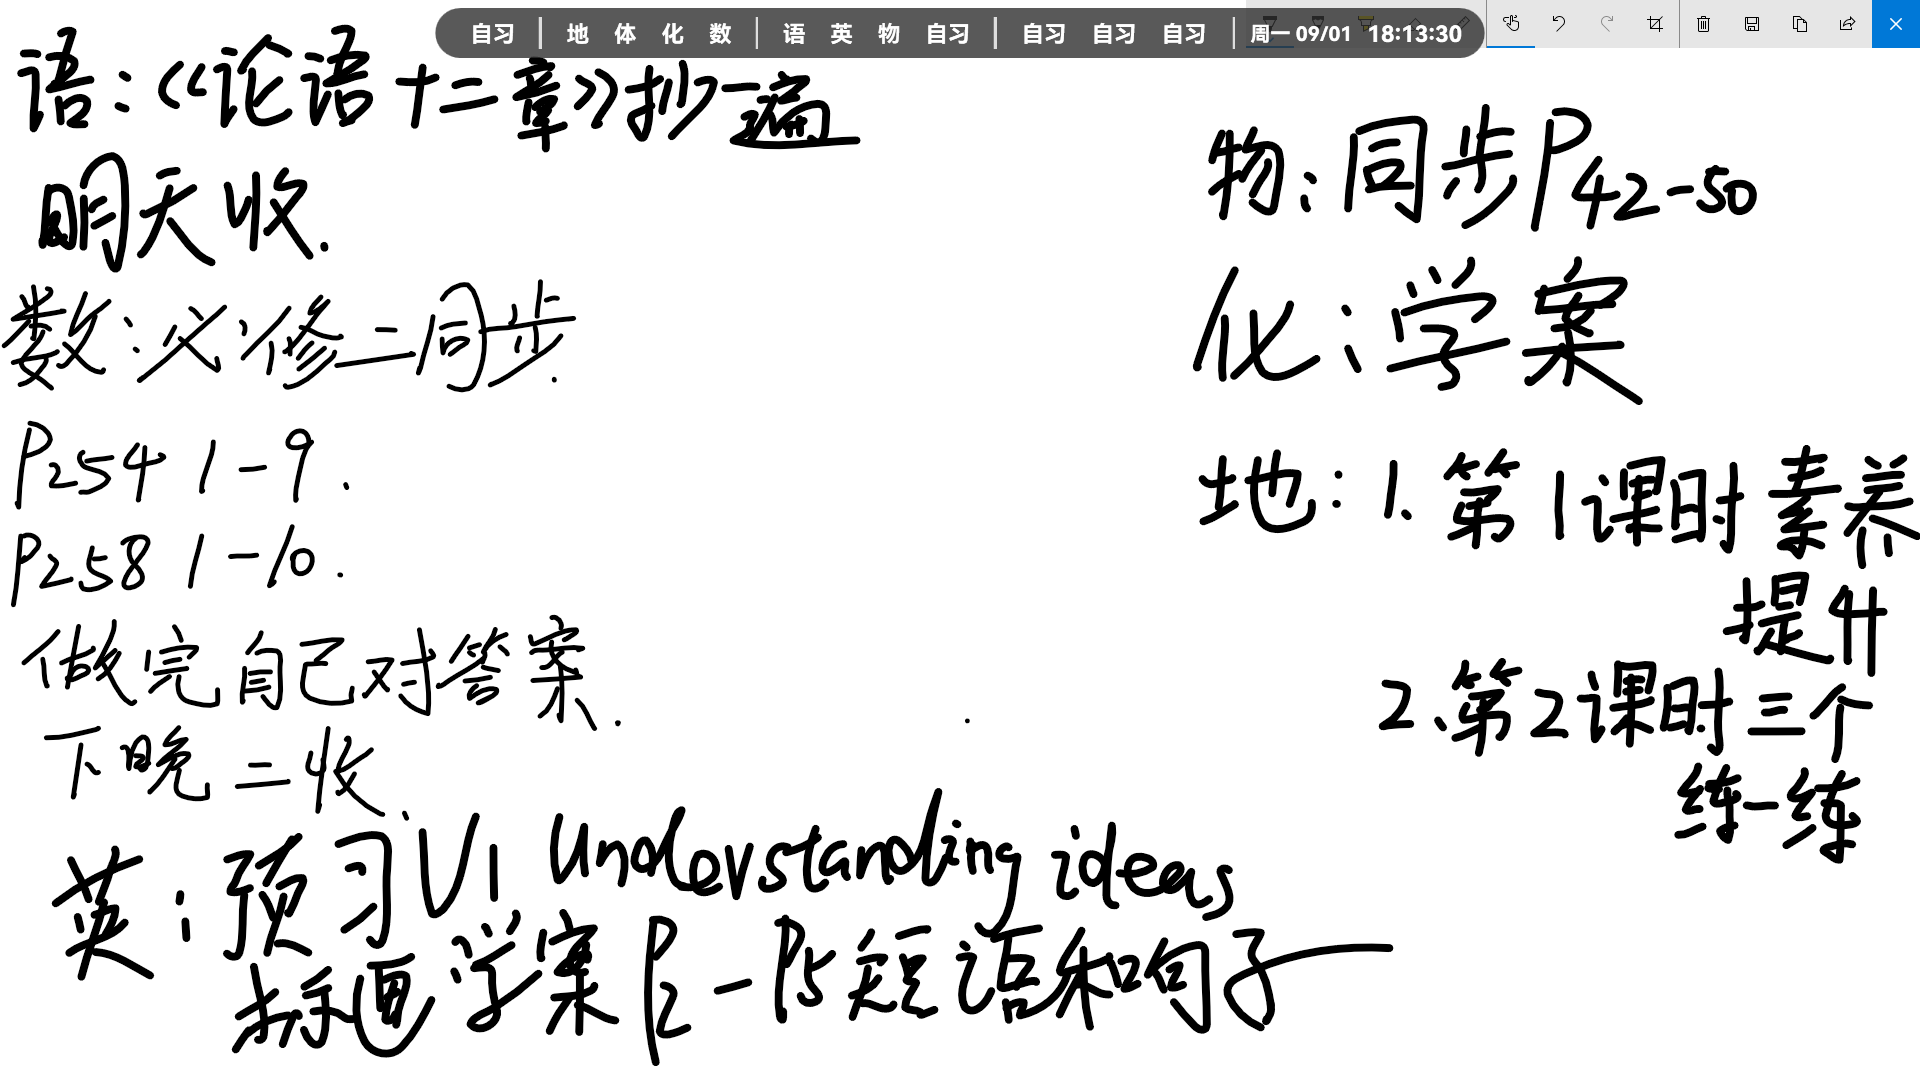 自习 | 地 体 化 数 | 语 英 物 自习 | 自习 自习 自习 | 周一 09/01 18:13:30
语:《论语十二章》抄一遍
明天收.
数:必修二同步.
P254 1-9.
P258 1-10.
做完自己对答案.
下晚二收.
英:预习U1 Understanding ideas
标画学案P2-P5短语和句子
物:同步P42-50
化:学案
地:1.第1课时素养
提升
2.第2课时三个
练一练